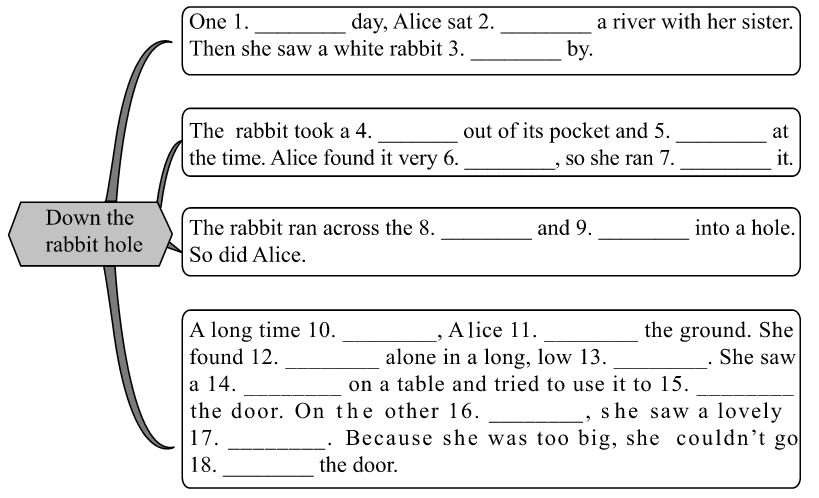 One 1. ________ day, Alice sat 2. ________ a river with her sister.
Then she saw a white rabbit 3. ________ by.
The rabbit took a 4. _______ out of its pocket and 5. ________ at
the time. Alice found it very 6. ________, so she ran 7. ________ it.
Down the
rabbit hole
The rabbit ran across the 8. ________ and 9. ________ into a hole.
So did Alice.
A long time 10. ________, Alice 11. ________ the ground. She
found 12. ________ alone in a long, low 13. ________. She saw
a 14. ________ on a table and tried to use it to 15. ________
the door. On the other 16. ________, she saw a lovely
17. ________. Because she was too big, she couldn't go
18. ________ the door.